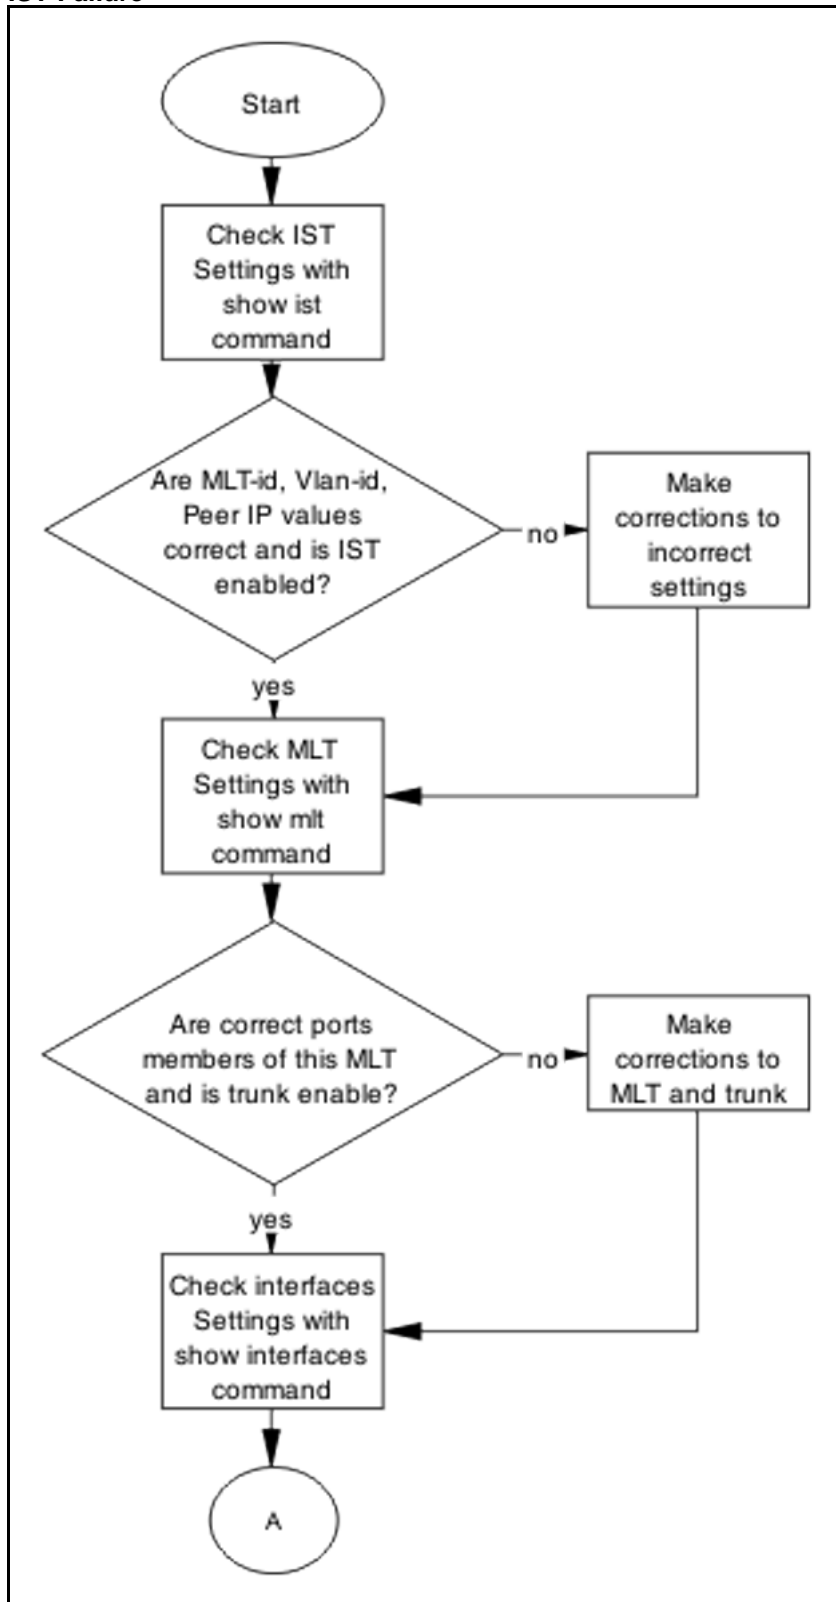 Start
Check IST
Settings with
show ist
command
Are MLT-id, Vlan-id,
Peer IP values
correct and is IST
enabled?
no
Make
corrections to
incorrect
settings
yes
Check MLT
Settings with
show mlt
command
Are correct ports
members of this MLT
and is trunk enable?
no
Make
corrections to
MLT and trunk
yes
Check interfaces
Settings with
show interfaces
command
A